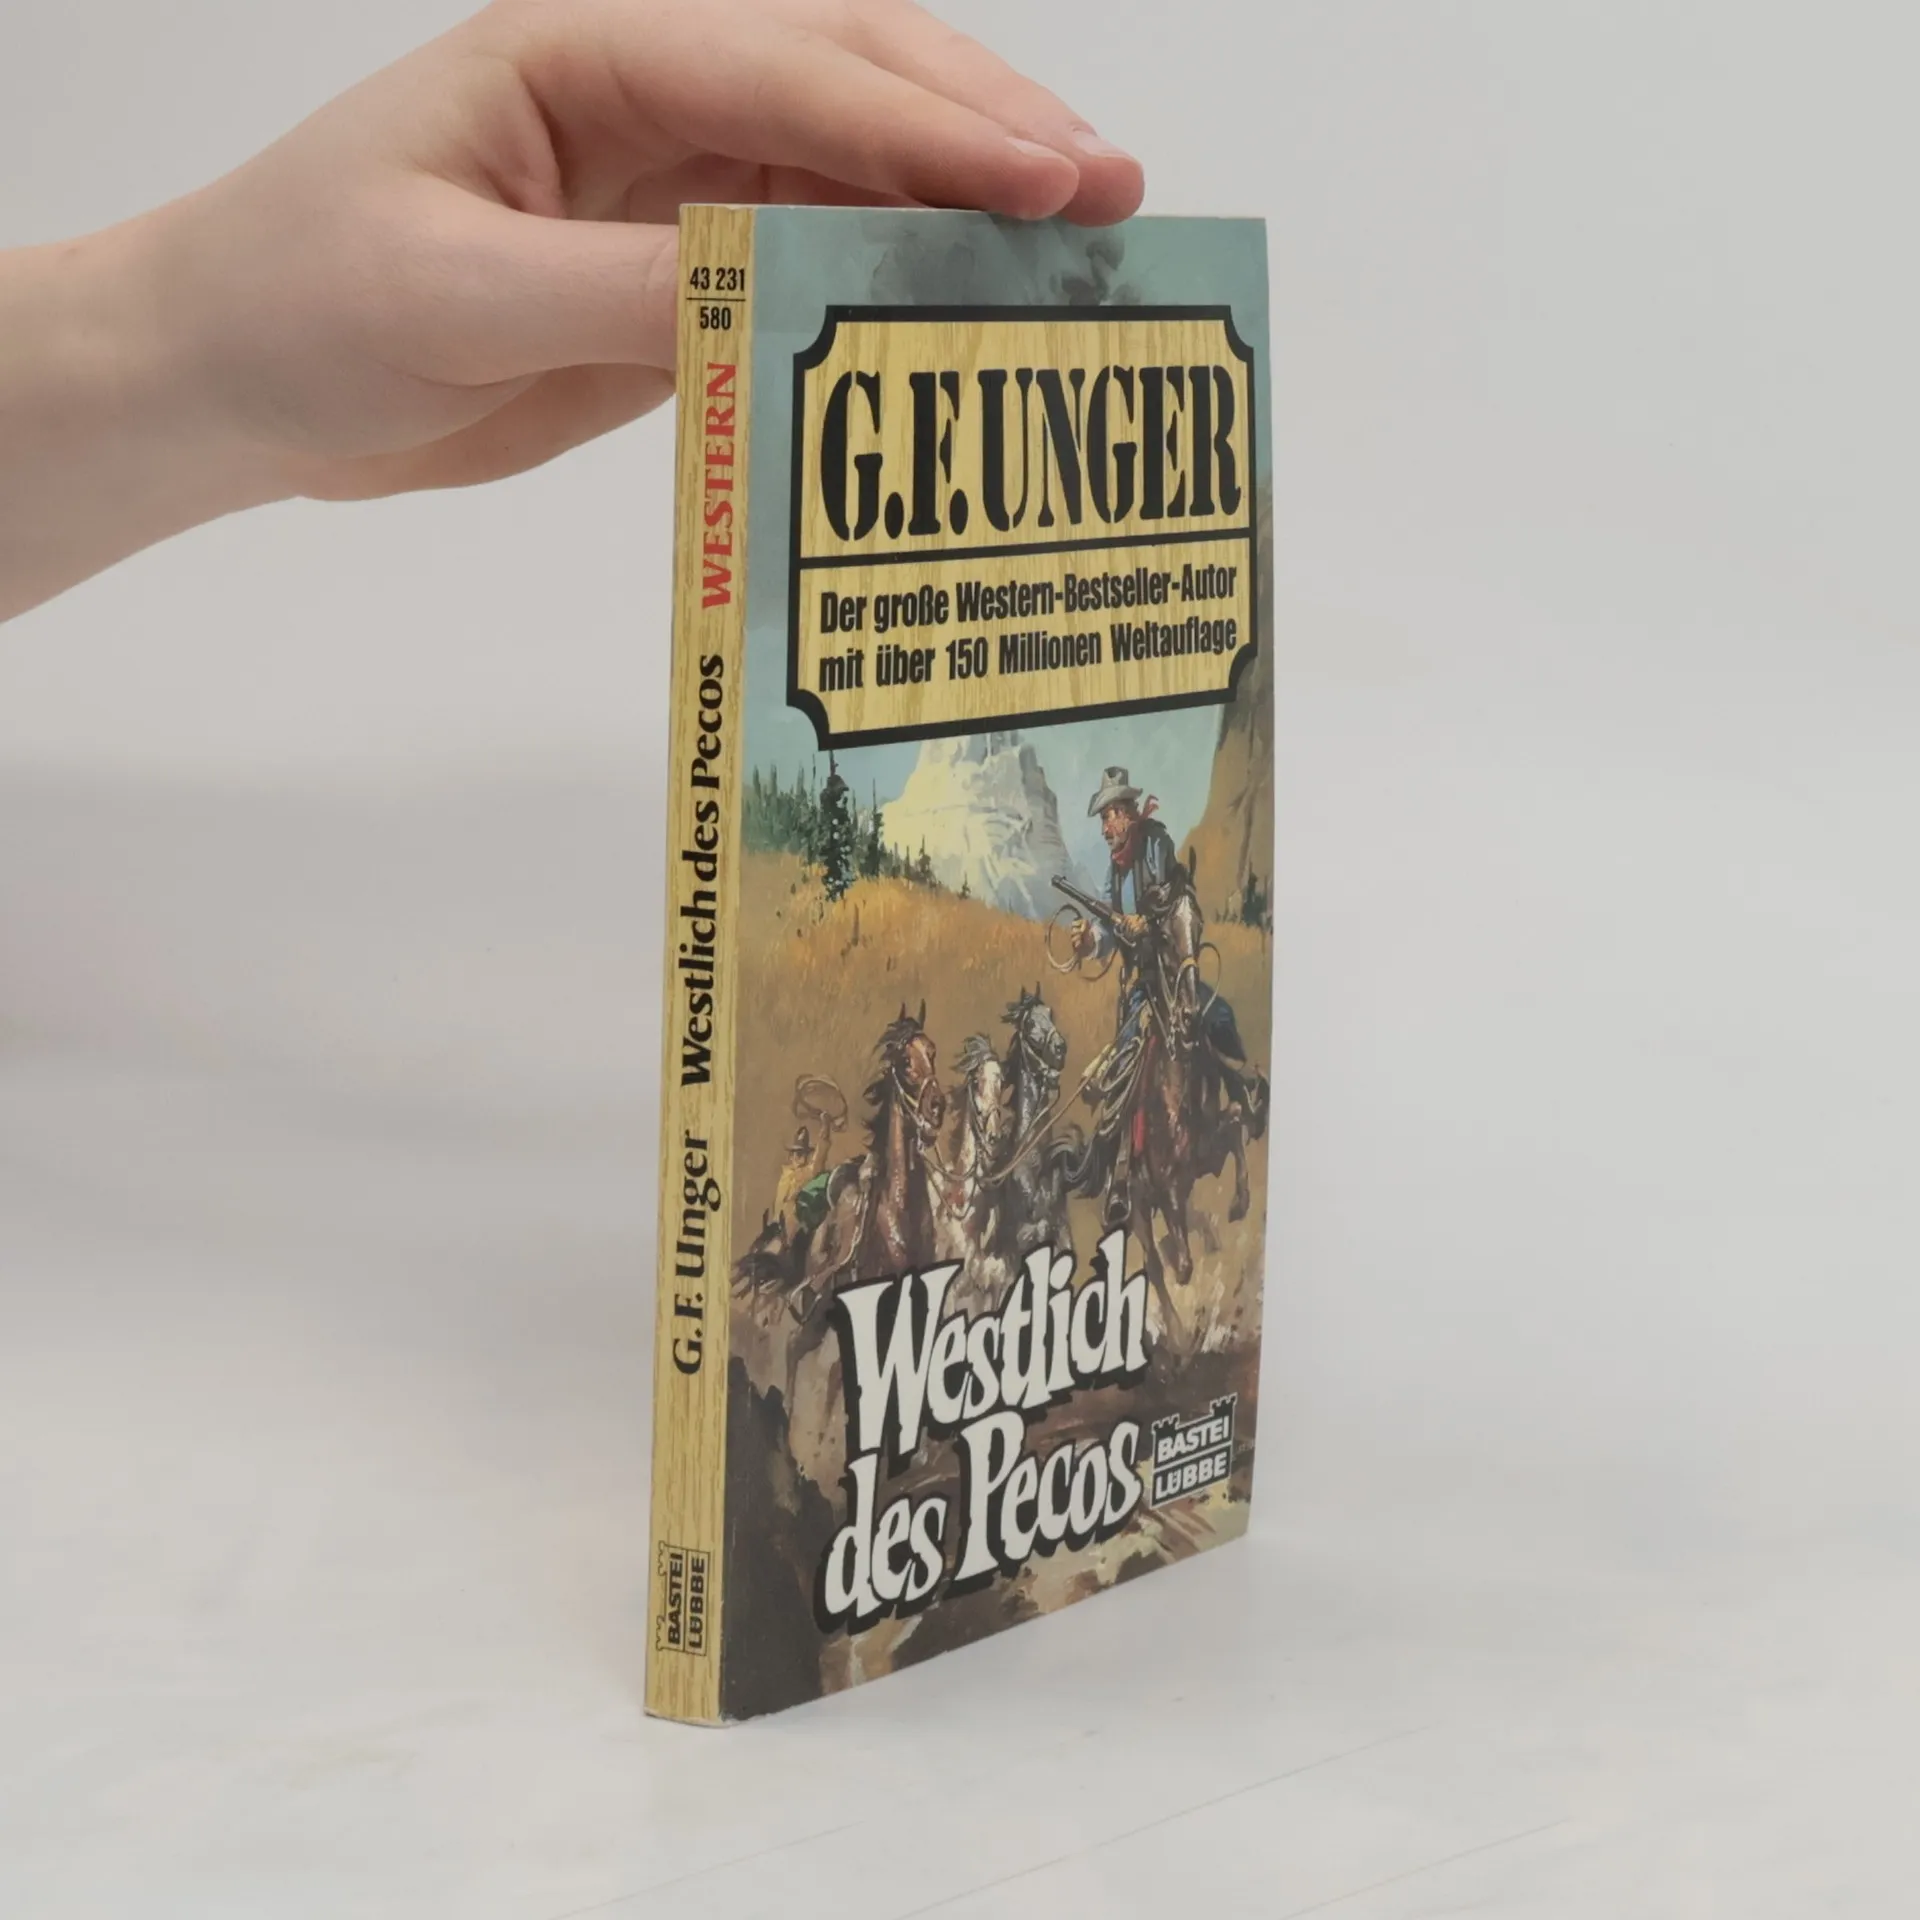 43 231
580
WESTERN
Westlich des Pecos
G. F. Unger
BASTEI
LÜBBE
G.F. UNGER
Der große Western-Bestseller-Autor
mit über 150 Millionen Weltauflage
Westlich
des Pecos
BASTEI
LÜBBE